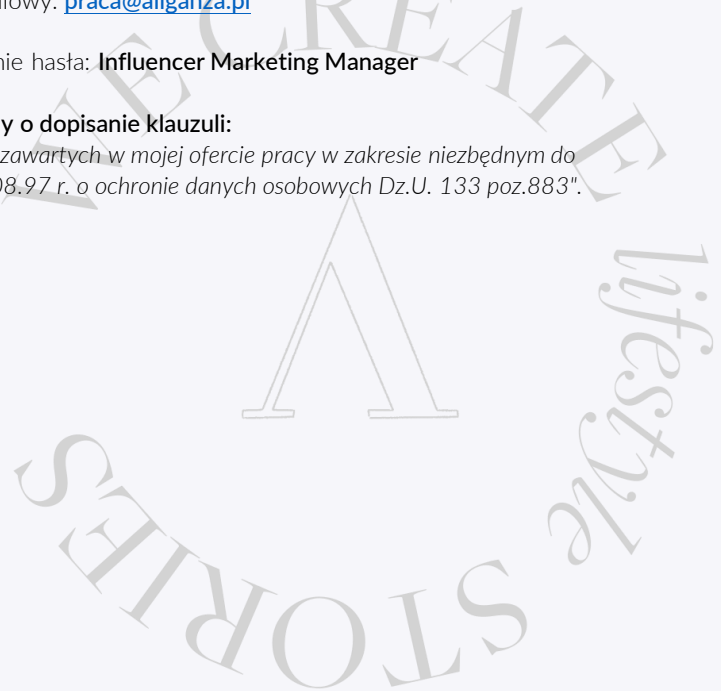 praca@aliganza.pl
nie hasła: Influencer Marketing Manager
y o dopisanie klauzuli:
zawartych w mojej ofercie pracy w zakresie niezbędnym do
08.97 r. o ochronie danych osobowych Dz.U. 133 poz.883".
WE CREATE lifestyle STORIES